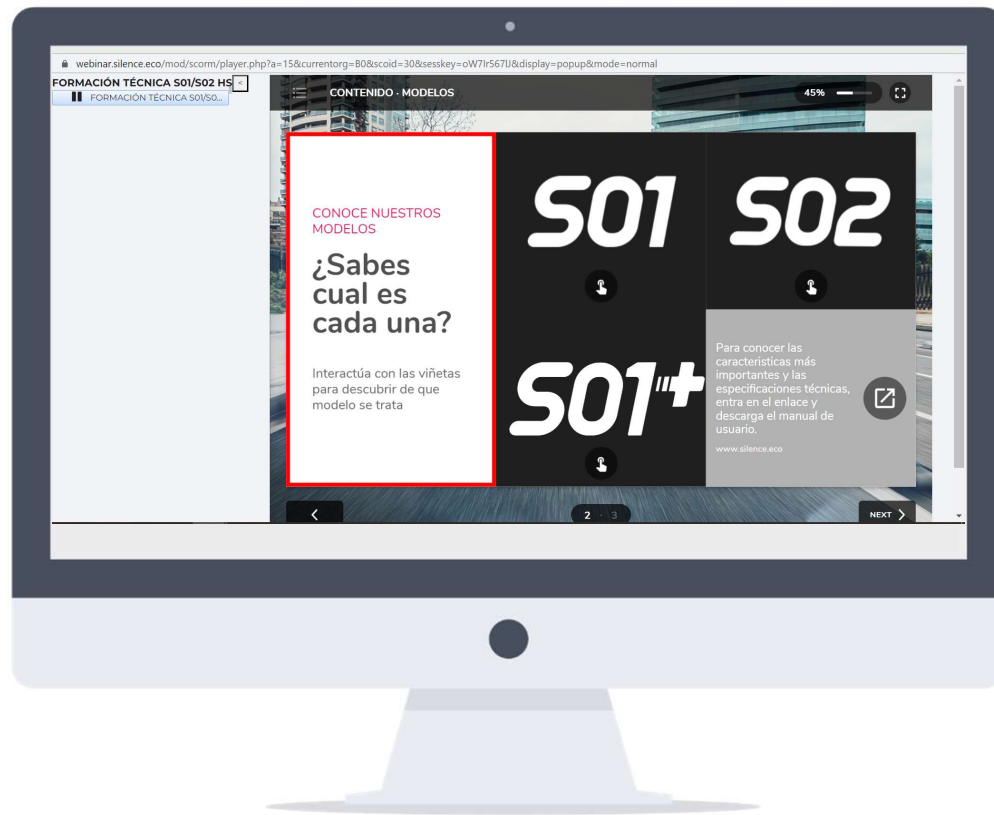 webinar.silence.eco/mod/scorm/player.php?a=15&currentorg=B0&scoid=30&sesskey=oW7Ir567IJ&display=popup&mode=normal
FORMACIÓN TÉCNICA S01/S02 HS <
FORMACIÓN TÉCNICA S01/S0...
CONTENIDO · MODELOS
45%
CONOCE NUESTROS
MODELOS
¿Sabes
cual es
cada una?
Interactúa con las viñetas
para descubrir de que
modelo se trata
S01
S02
S01+
Para conocer las
caracteristicas más
importantes y las
especificaciones técnicas,
entra en el enlace y
descarga el manual de
usuario.
www.silence.eco
2 · 3
NEXT